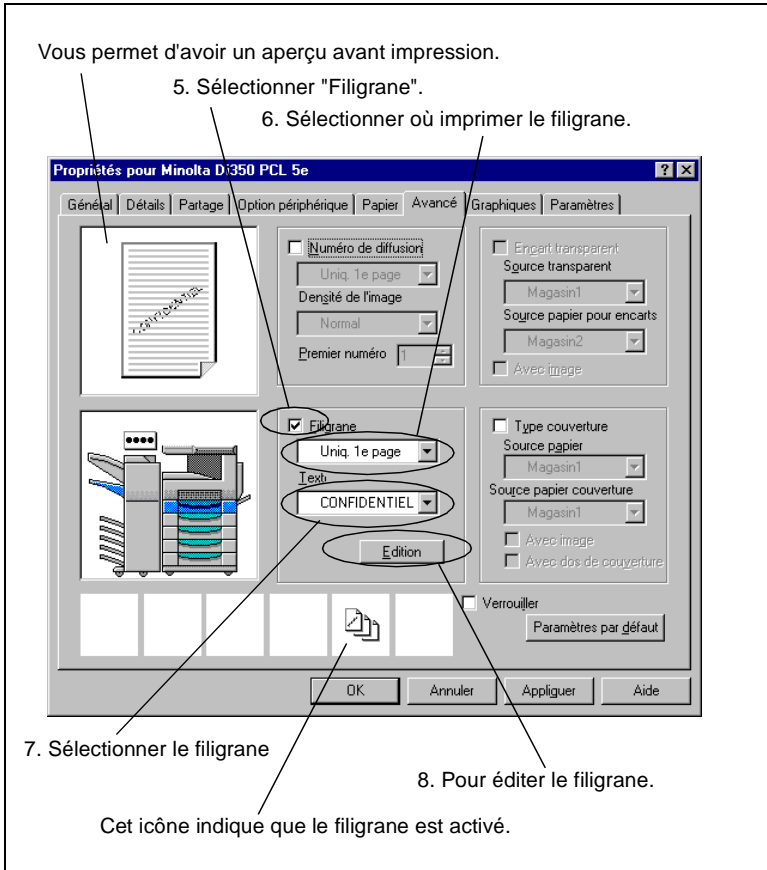 Vous permet d'avoir un aperçu avant impression.
5. Sélectionner "Filigrane".
6. Sélectionner où imprimer le filigrane.
Propriétés pour Minolta Di350 PCL 5e
Général Détails Partage Option périphérique Papier Avancé Graphiques Paramètres
CONFIDENTIEL
Numéro de diffusion
Uniq. 1e page
Densité de l'image
Normal
Premier numéro 1
Encart transparent
Source transparent
Magasin1
Source papier pour encarts
Magasin2
Avec image
Filigrane
Uniq. 1e page
Texte
CONFIDENTIEL
Edition
Type couverture
Source papier
Magasin1
Source papier couverture
Magasin1
Avec image
Avec dos de couverture
Verrouiller
Paramètres par défaut
OK Annuler Appliquer Aide
7. Sélectionner le filigrane
8. Pour éditer le filigrane.
Cet icône indique que le filigrane est activé.